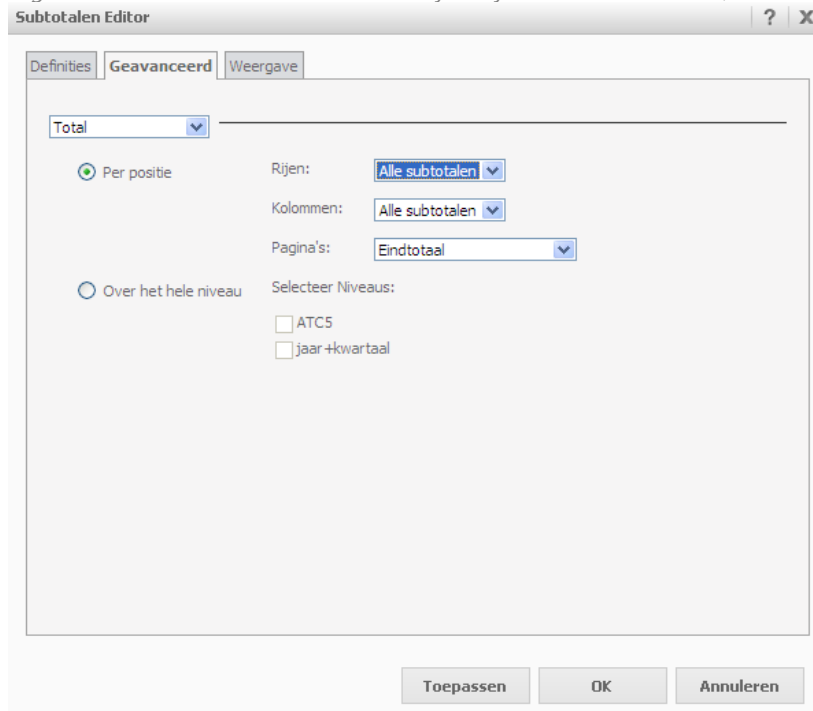 Subtotalen Editor ? X
Definities Geavanceerd Weergave
Total
Per positie Rijen: Alle subtotalen
Kolommen: Alle subtotalen
Pagina's: Eindtotaal
Over het hele niveau Selecteer Niveaus:
ATC5
jaar+kwartaal
Toepassen OK Annuleren